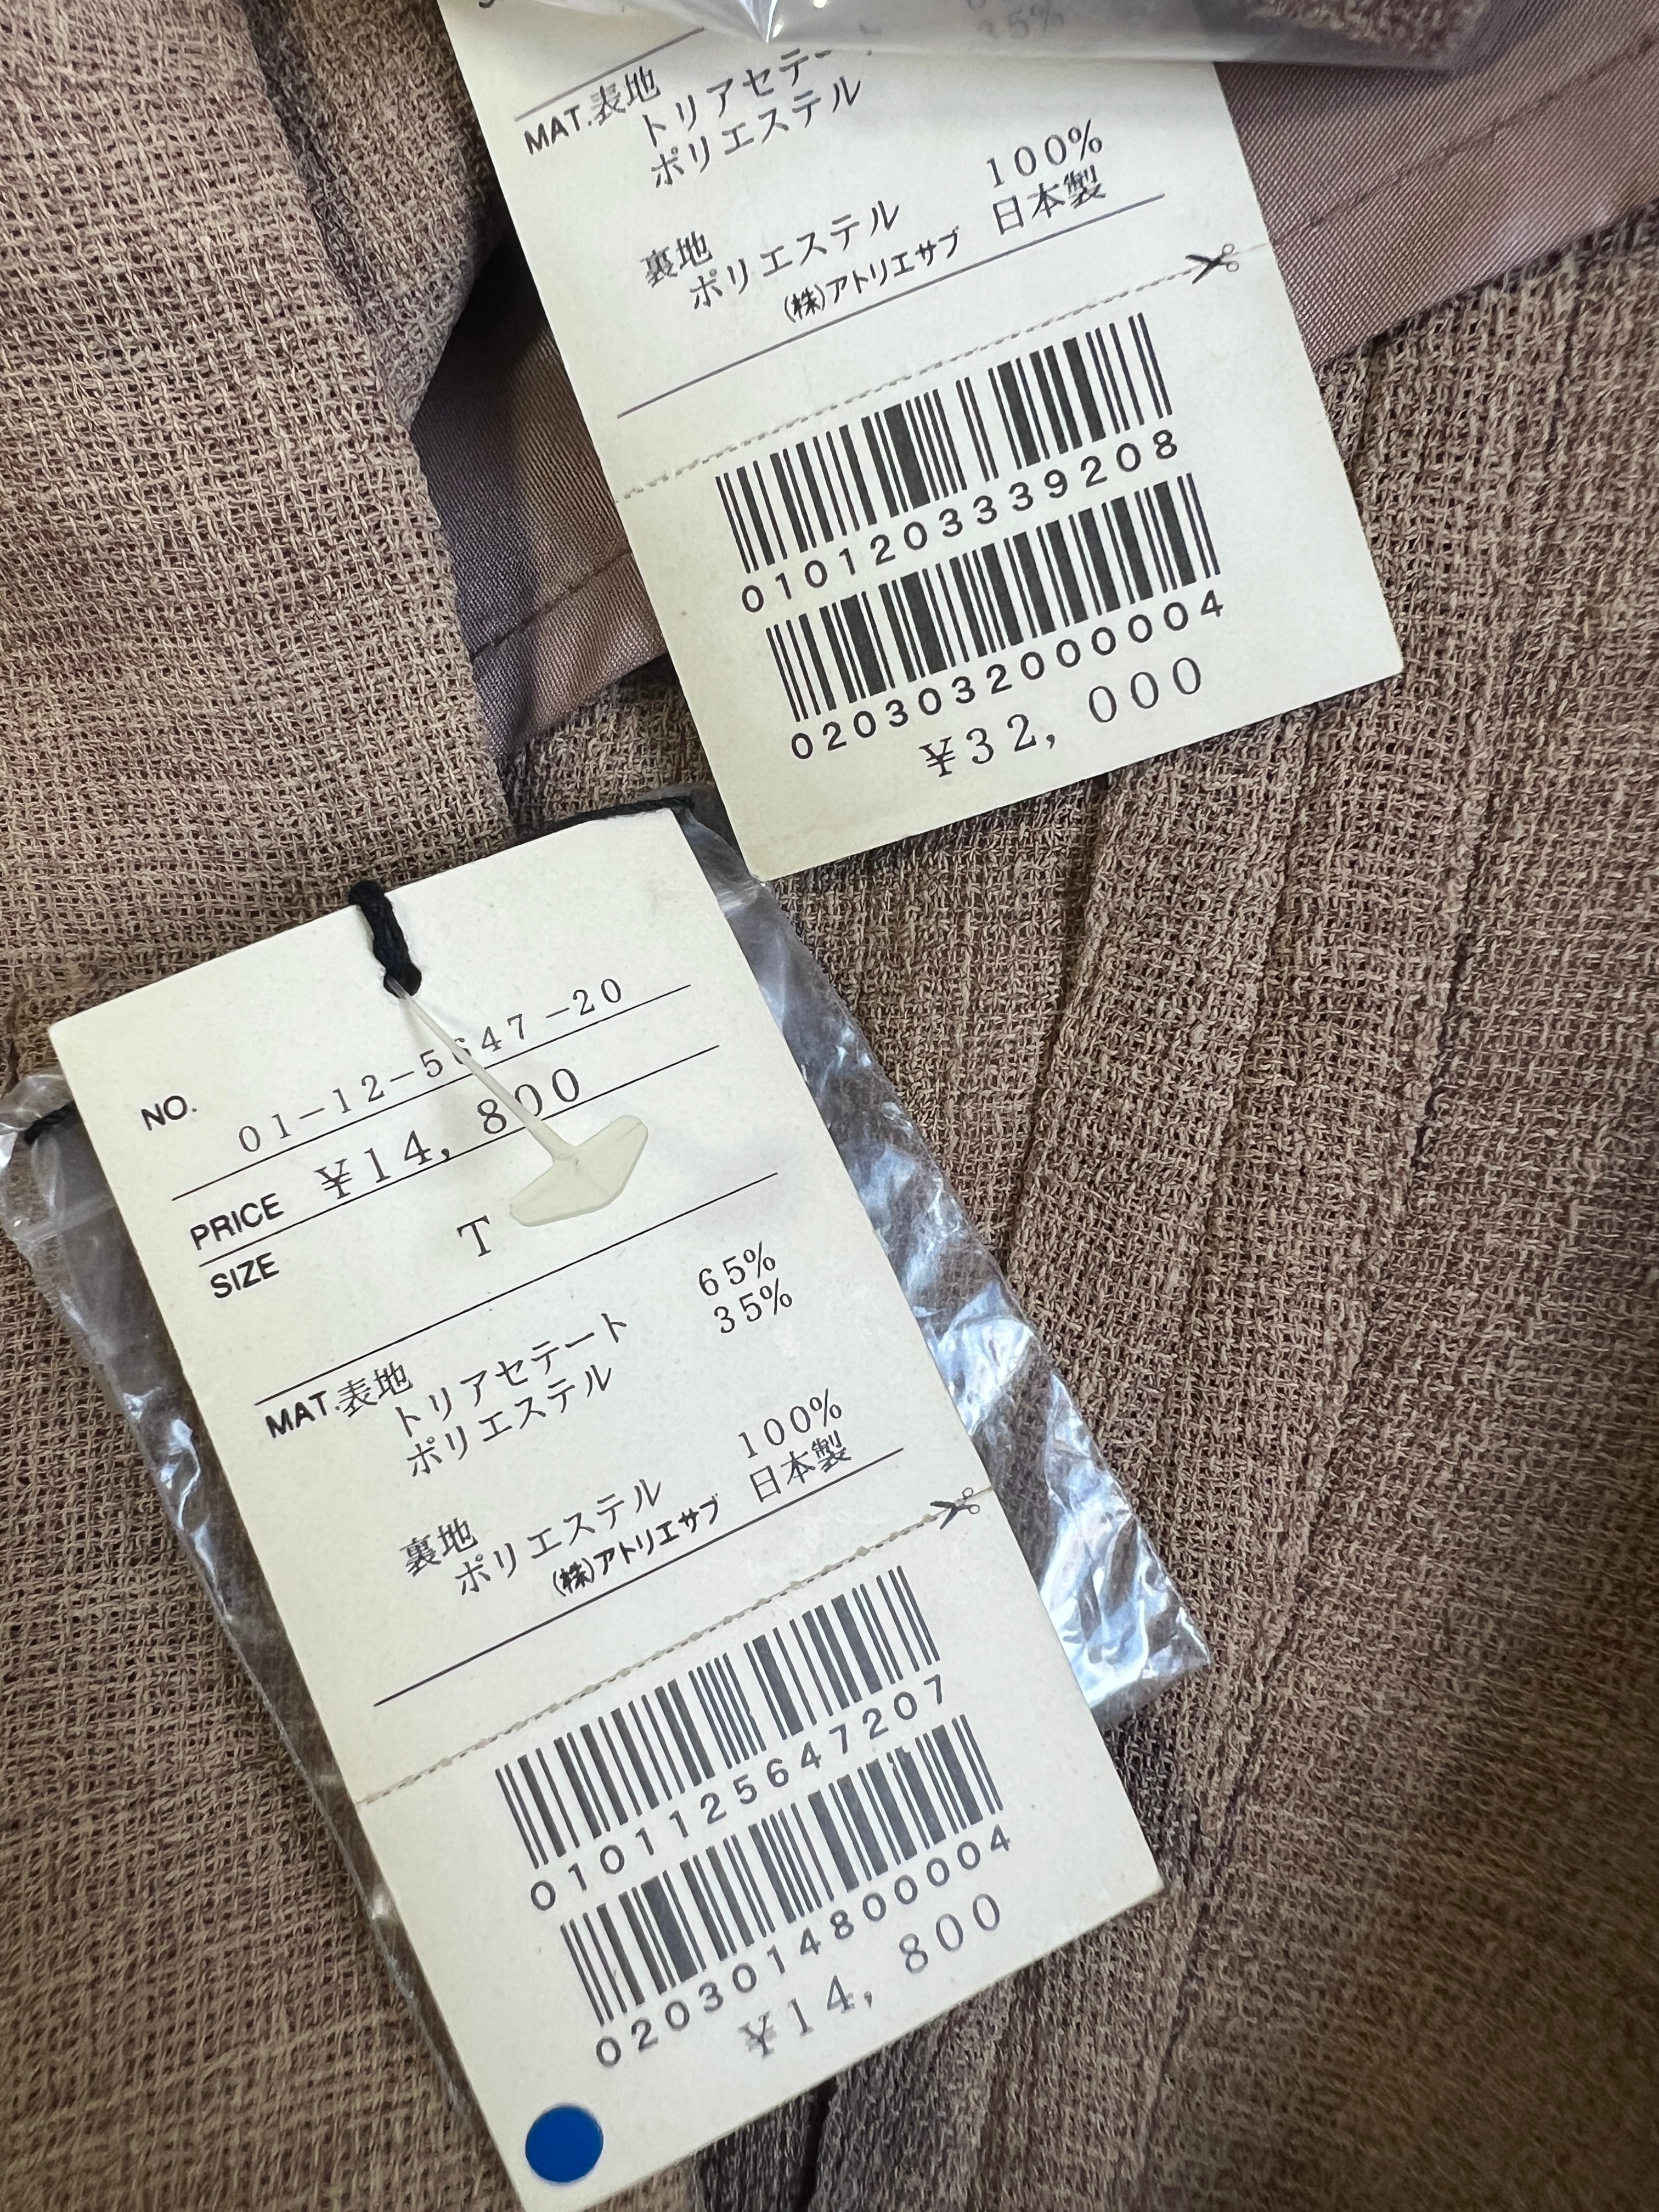 35%
MAT.表地
トリアセテート
ポリエステル
100%
裏地
ポリエステル
日本製
(株)アトリエサブ
0101203339208
0203032000004
¥32,000
NO.
01-12-5647-20
PRICE ¥14,800
SIZE T
MAT.表地
トリアセテート 65%
ポリエステル 35%
裏地
ポリエステル 100%
(株)アトリエサブ 日本製
0101125647207
0203014800004
¥14,800